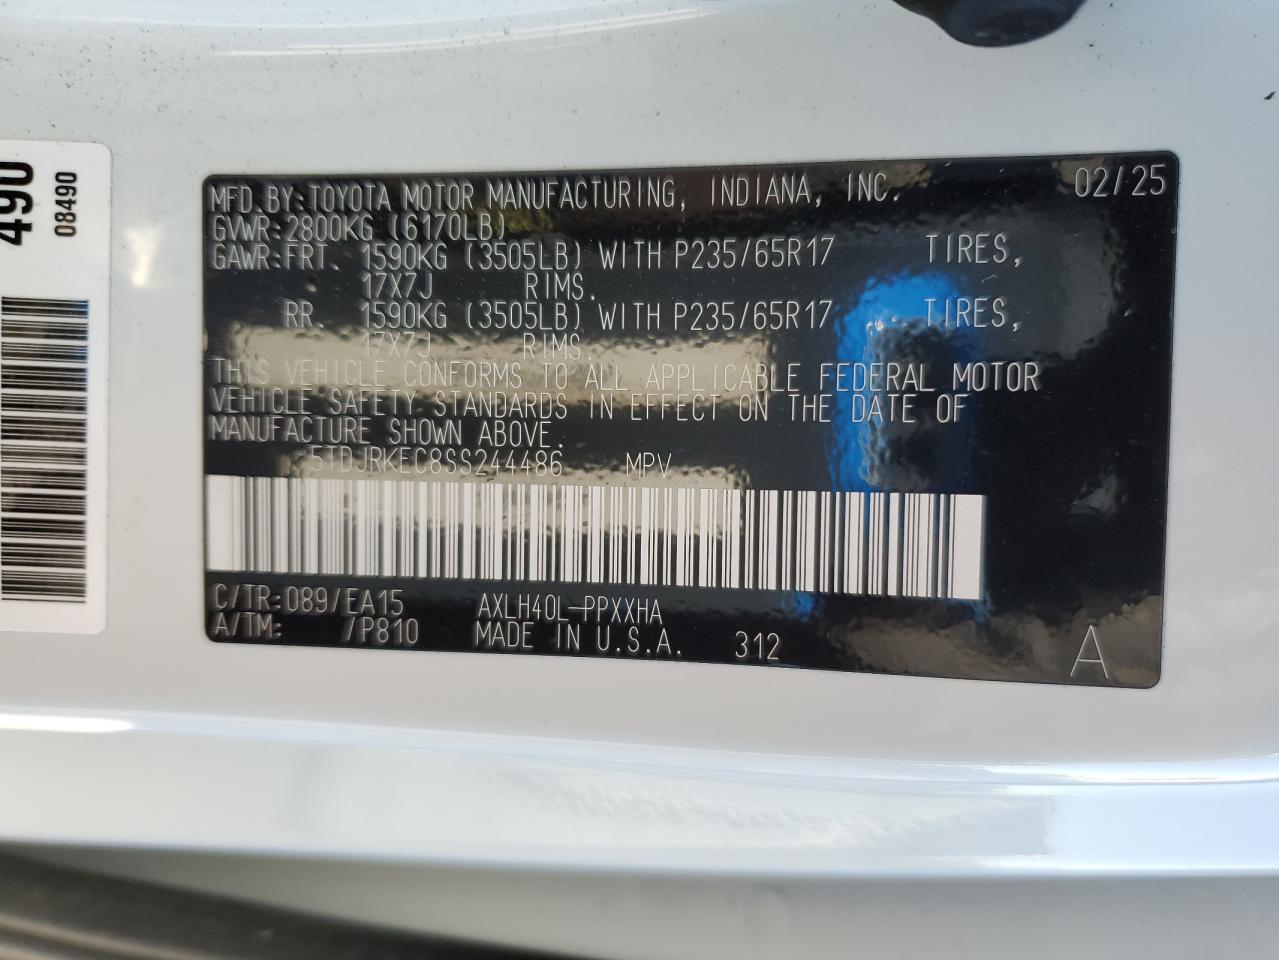 490
08490
MFD.BY:TOYOTA MOTOR MANUFACTURING, INDIANA, INC. 02/25
GVWR:2800KG (6170LB)
GAWR:FRT. 1590KG (3505LB) WITH P235/65R17 TIRES,
17X7J RIMS.
RR. 1590KG (3505LB) WITH P235/65R17 TIRES,
17X7J RIMS.
THIS VEHICLE CONFORMS TO ALL APPLICABLE FEDERAL MOTOR
VEHICLE SAFETY STANDARDS IN EFFECT ON THE DATE OF
MANUFACTURE SHOWN ABOVE.
5TDJRKEC8SS244486 MPV
C/TR:089/EA15 AXLH40L-PPXXHA
A/TM: /P810 MADE IN U.S.A. 312 A